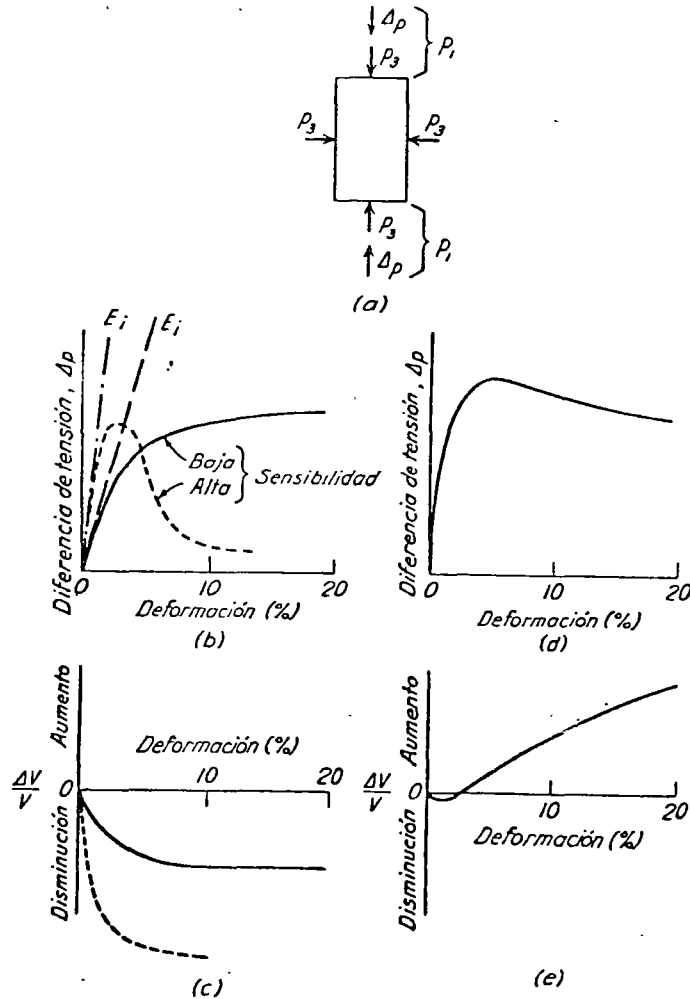 Δp
p₃
} p₁
p₃
p₃
p₃
Δp
} p₁
(a)
Ei
Ei
Diferencia de tensión, Δp
Baja
Alta
} Sensibilidad
0
10
20
Deformación (%)
(b)
Diferencia de tensión, Δp
0
10
20
Deformación (%)
(d)
Aumento
Disminución
ΔV
V
0
Deformación (%)
10
20
(c)
Aumento
Disminución
ΔV
V
0
10
20
Deformación (%)
(e)